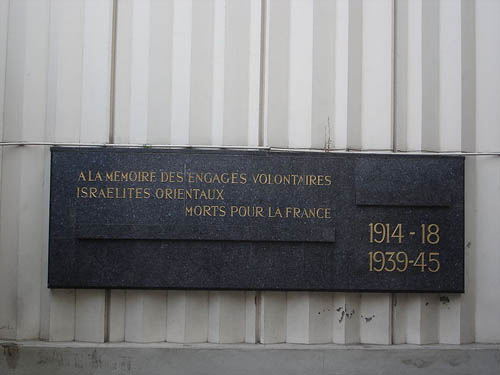 A LA MEMOIRE DES ENGAGES VOLONTAIRES
ISRAELITES ORIENTAUX
MORTS POUR LA FRANCE
1914 - 18
1939-45